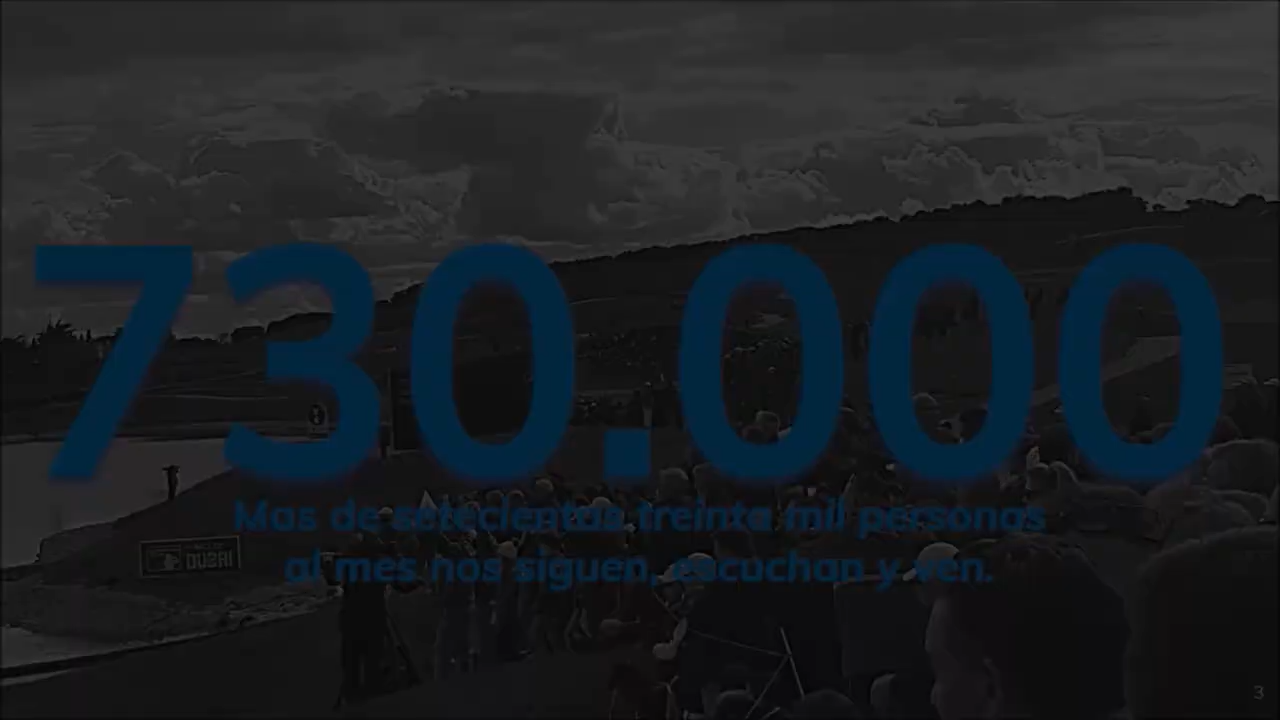 730.000
Mas de setecientas treinta mil personas
al mes nos siguen, escuchan y ven.
DUBAI
3